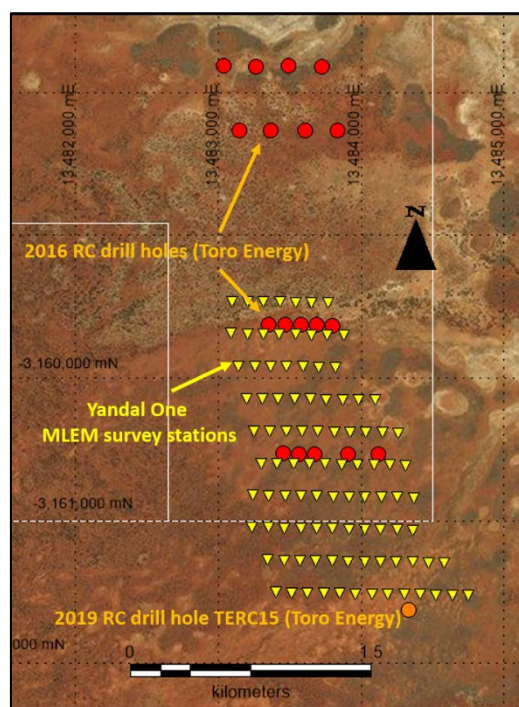 13,482,000 mE
13,483,000 mE
13,484,000 mE
13,485,000 mE
N
2016 RC drill holes (Toro Energy)
-3,160,000 mN
Yandal One
MLEM survey stations
-3,161,000 mN
2019 RC drill hole TERC15 (Toro Energy)
000 mN
0
1.5
kilometers